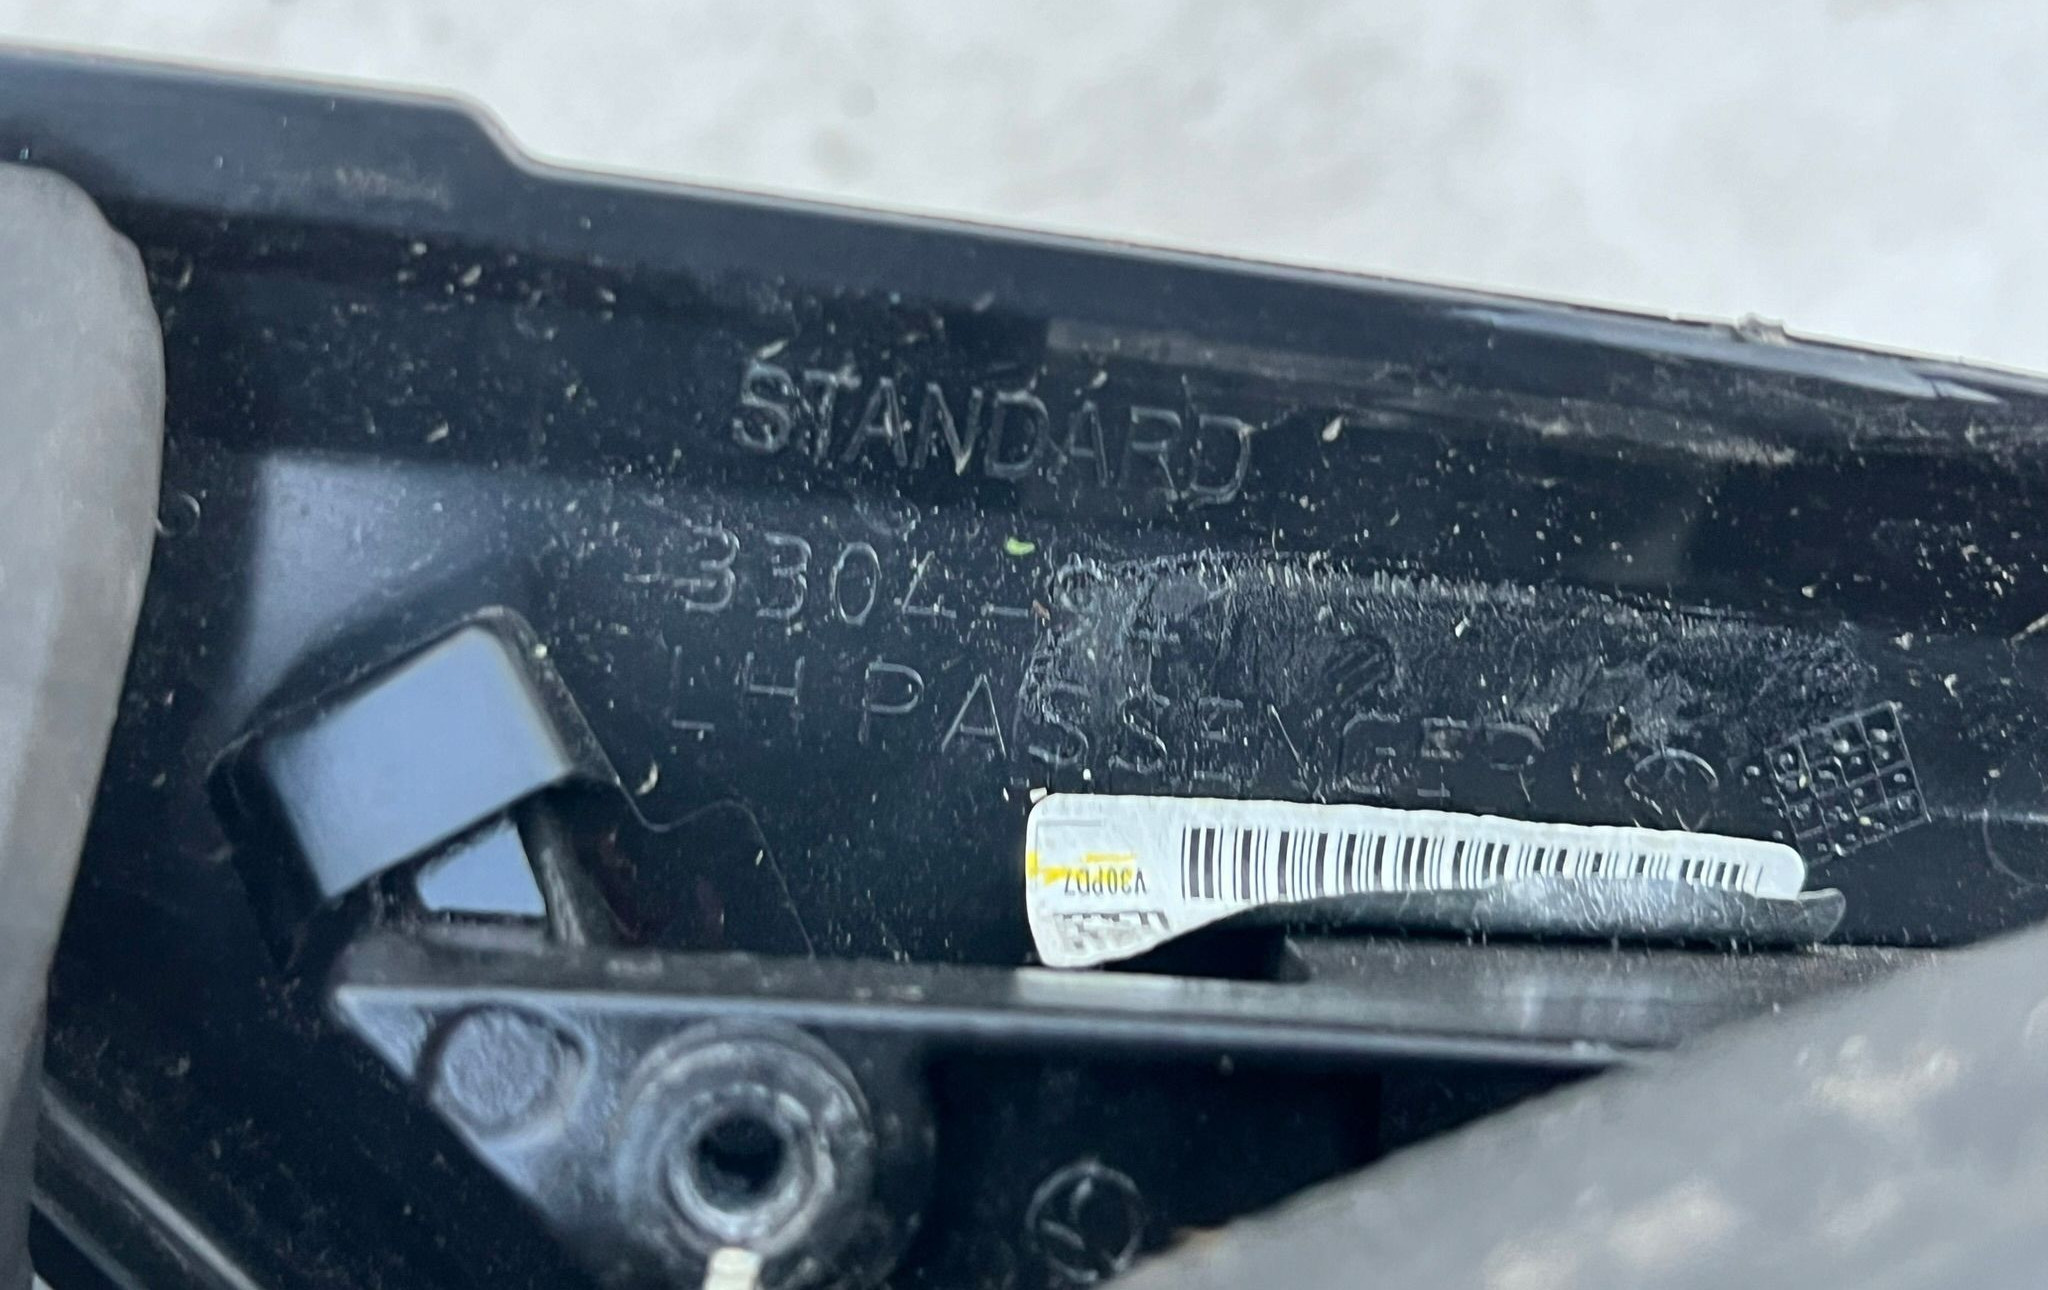 STANDARD
LH PASSENGER
V30PD7